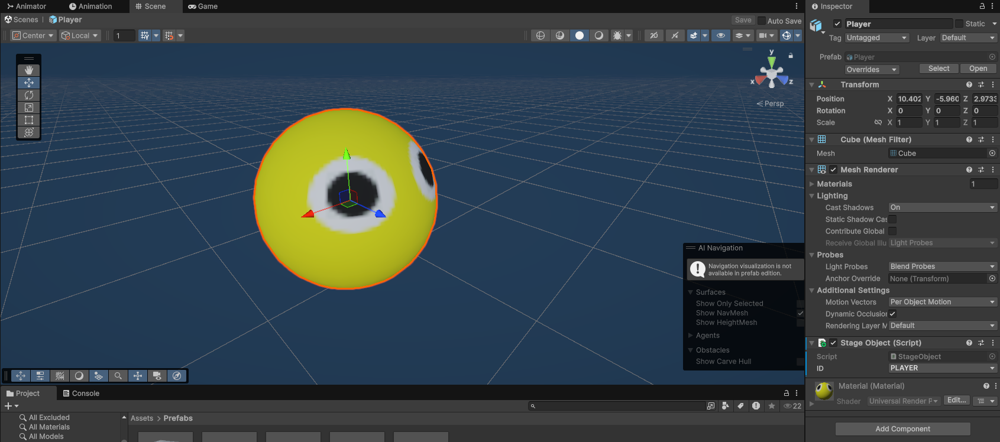 Animator
Animation
Scene
Game
Scenes
Player
Save
Auto Save
Center
Local
1
2D
y
x
z
Persp
AI Navigation
Navigation visualization is not
available in prefab edition.
Surfaces
Show Only Selected
Show NavMesh
Show HeightMesh
Agents
Obstacles
Show Carve Hull
Project
Console
22
All Excluded
All Materials
All Models
Assets > Prefabs
Inspector
Player
Static
Tag Untagged Layer Default
Prefab Player
Overrides Select Open
Transform
Position X 10.402 Y -5.960 Z 2.9733
Rotation X 0 Y 0 Z 0
Scale X 1 Y 1 Z 1
Cube (Mesh Filter)
Mesh Cube
Mesh Renderer
Materials 1
Lighting
Cast Shadows On
Static Shadow Cas
Contribute Global
Receive Global Illu Light Probes
Probes
Light Probes Blend Probes
Anchor Override None (Transform)
Additional Settings
Motion Vectors Per Object Motion
Dynamic Occlusion
Rendering Layer M Default
Stage Object (Script)
Script StageObject
ID PLAYER
Material (Material)
Shader Universal Render P Edit...
Add Component